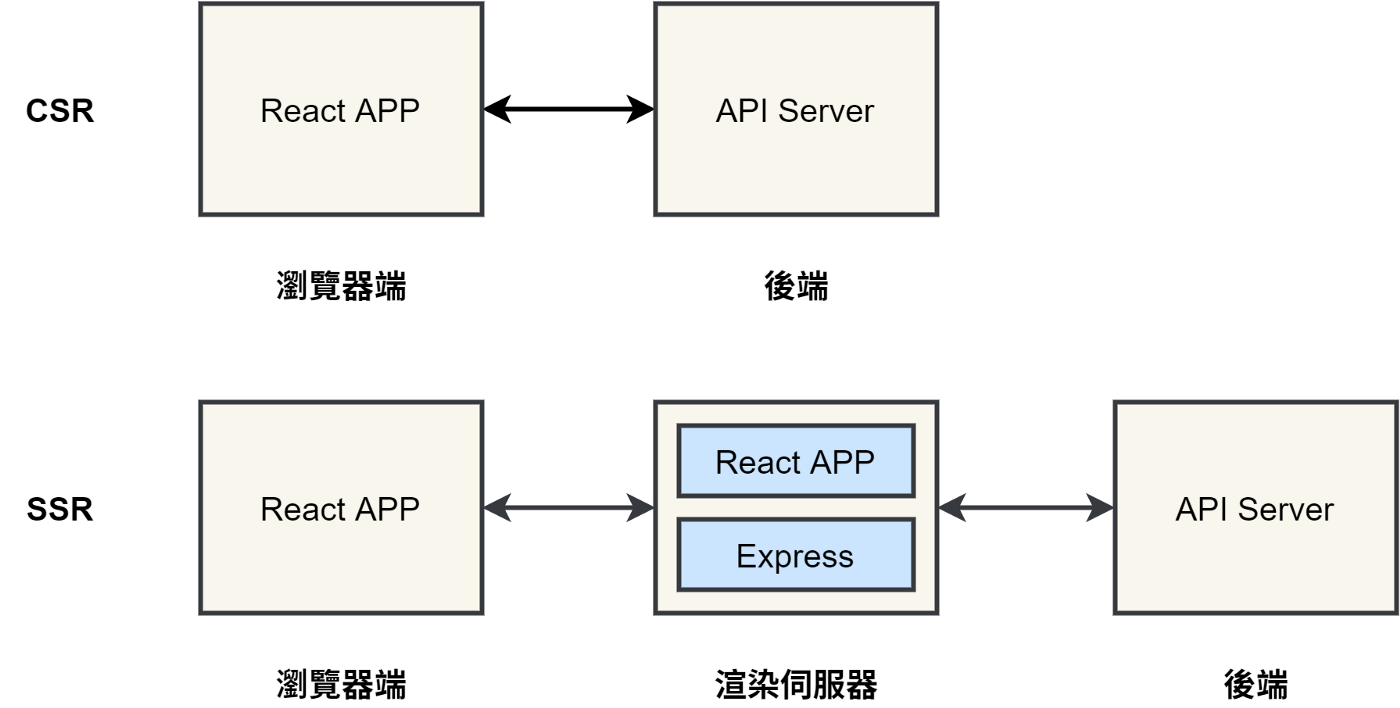 CSR
React APP
API Server
瀏覽器端
後端
SSR
React APP
React APP
Express
API Server
瀏覽器端
渲染伺服器
後端